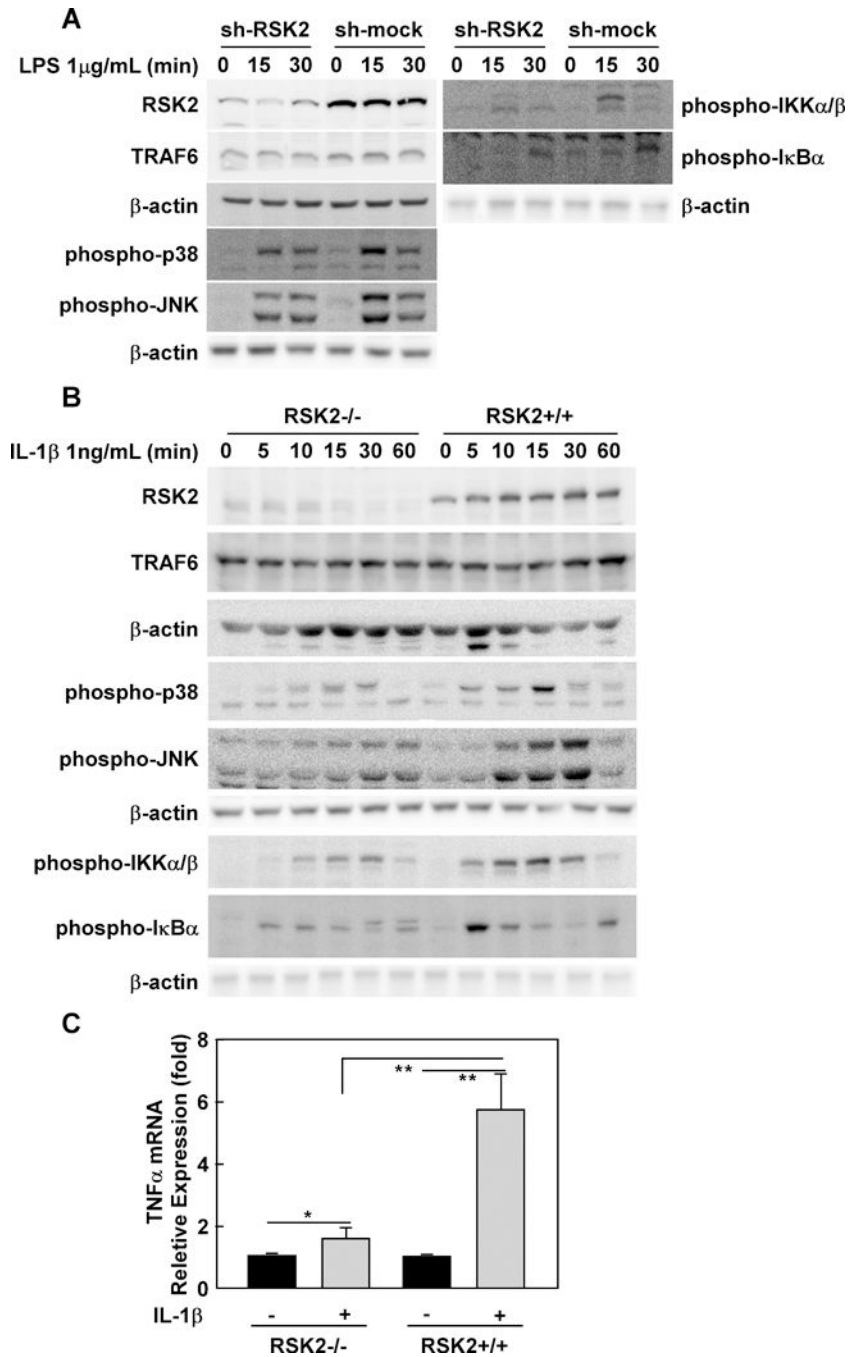 A
sh-RSK2 sh-mock
LPS 1μg/mL (min) 0 15 30 0 15 30
RSK2
TRAF6
β-actin
phospho-p38
phospho-JNK
β-actin
sh-RSK2 sh-mock
0 15 30 0 15 30
phospho-IKKα/β
phospho-IκBα
β-actin
B
RSK2-/- RSK2+/+
IL-1β 1ng/mL (min) 0 5 10 15 30 60 0 5 10 15 30 60
RSK2
TRAF6
β-actin
phospho-p38
phospho-JNK
β-actin
phospho-IKKα/β
phospho-IκBα
β-actin
C
TNFα mRNA
Reletive Expression (fold)
8
6
4
2
0
**
**
*
IL-1β - + - +
RSK2-/- RSK2+/+